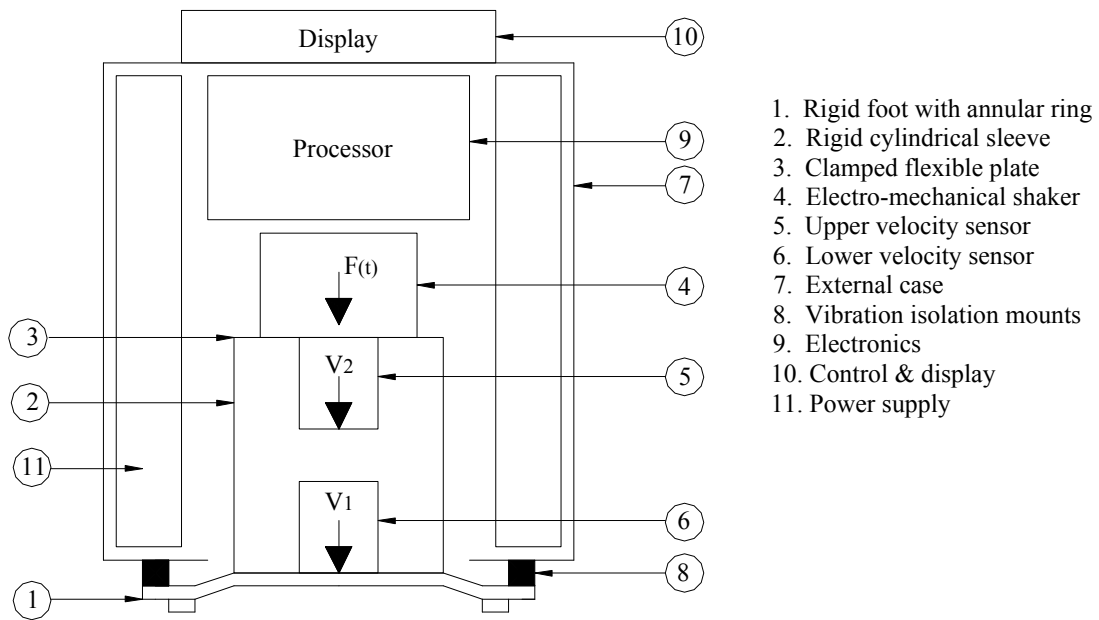 Display
10
Processor
9
7
F(t)
4
3
V2
5
2
11
V1
6
8
1
1. Rigid foot with annular ring
2. Rigid cylindrical sleeve
3. Clamped flexible plate
4. Electro-mechanical shaker
5. Upper velocity sensor
6. Lower velocity sensor
7. External case
8. Vibration isolation mounts
9. Electronics
10. Control & display
11. Power supply